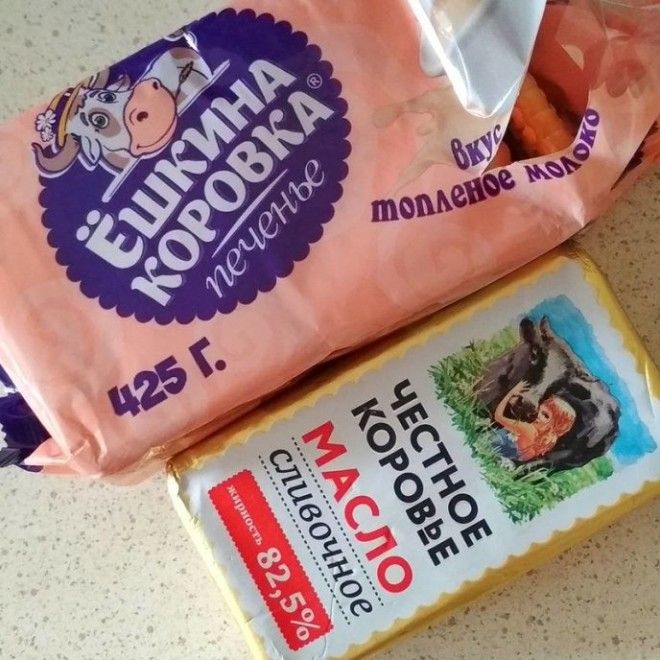 ЁШКИНА
КОРОВКА®
печенье
вкус
топленое молоко
425 Г.
ЧЕСТНОЕ
КОРОВЬЕ
МАСЛО
сливочное
жирность 82,5%